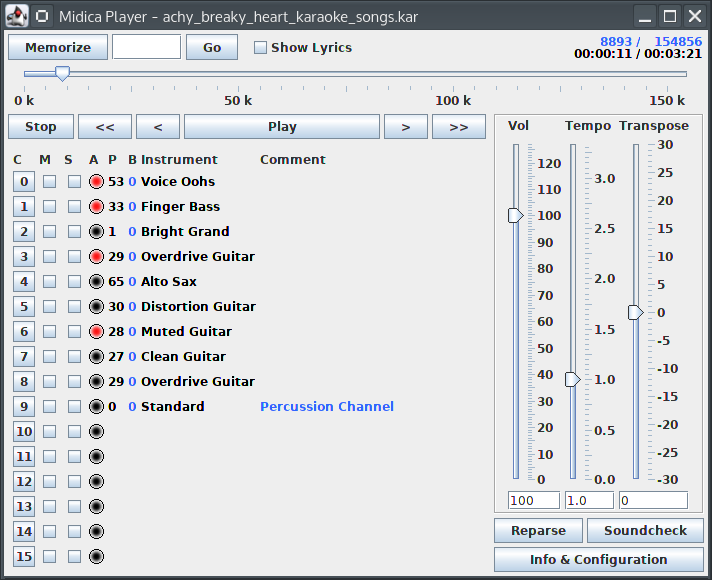 Midica Player - achy_breaky_heart_karaoke_songs.kar
Memorize Go Show Lyrics 8893 / 154856
00:00:11 / 00:03:21
0 k 50 k 100 k 150 k
Stop << < Play > >>
Vol Tempo Transpose
C M S A P B Instrument Comment
0 53 0 Voice Oohs
1 33 0 Finger Bass
2 1 0 Bright Grand
3 29 0 Overdrive Guitar
4 65 0 Alto Sax
5 30 0 Distortion Guitar
6 28 0 Muted Guitar
7 27 0 Clean Guitar
8 29 0 Overdrive Guitar
9 0 0 Standard Percussion Channel
10
11
12
13
14
15
120
110
100
90
80
70
60
50
40
30
20
10
0
3.0
2.5
2.0
1.5
1.0
0.5
0.0
30
25
20
15
10
5
0
-5
-10
-15
-20
-25
-30
100 1.0 0
Reparse Soundcheck
Info & Configuration